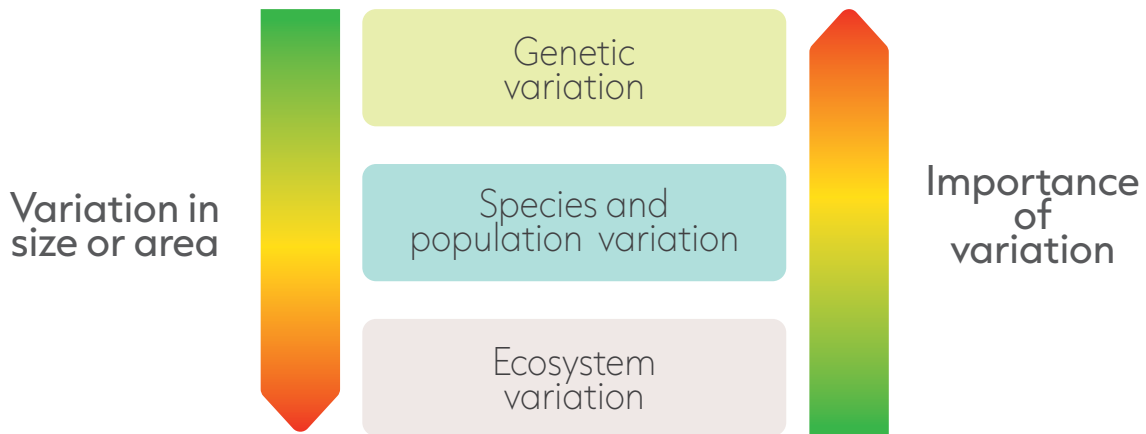 Genetic
variation
Variation in
size or area
Species and
population variation
Importance
of
variation
Ecosystem
variation